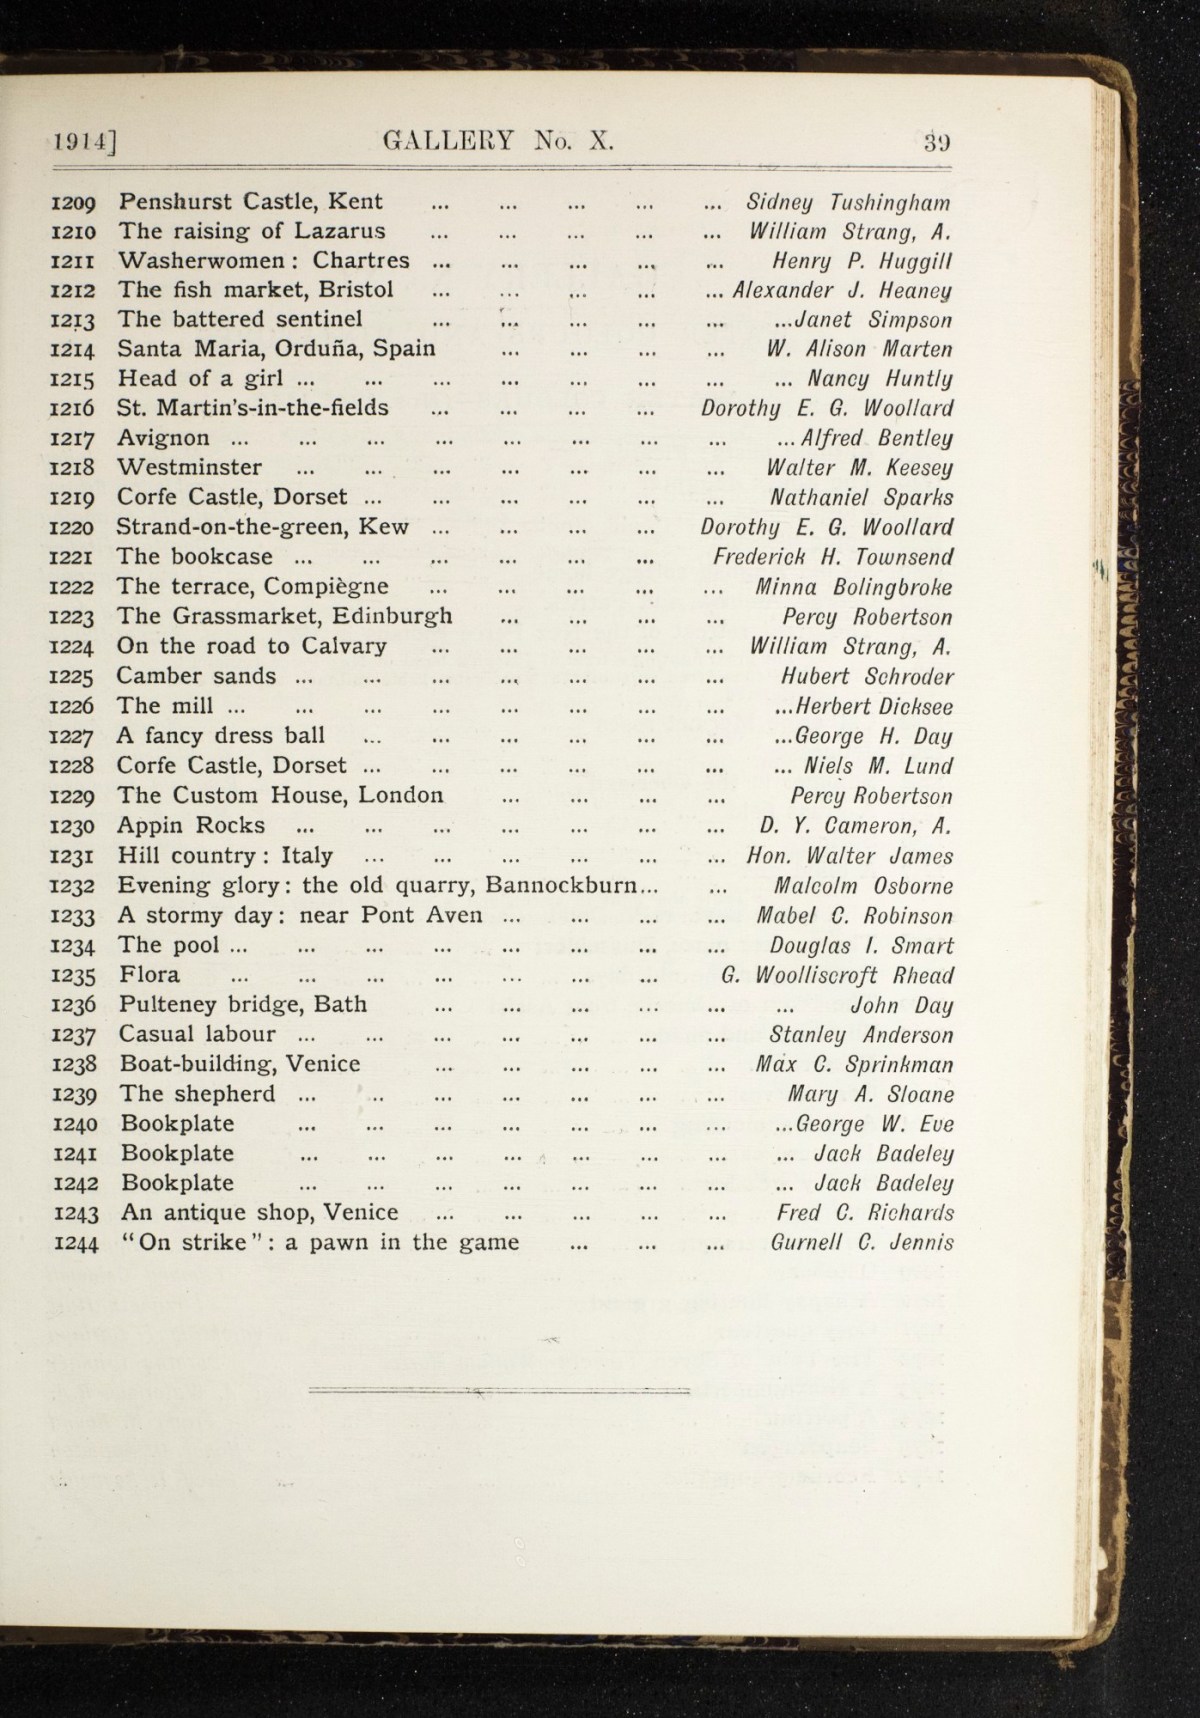 1914] GALLERY No. X. 39
1209 Penshurst Castle, Kent ... ... ... ... ... Sidney Tushingham
1210 The raising of Lazarus ... ... ... ... ... William Strang, A.
1211 Washerwomen : Chartres ... ... ... ... ... Henry P. Huggill
1212 The fish market, Bristol ... ... ... ... ... Alexander J. Heaney
1213 The battered sentinel ... ... ... ... ... ...Janet Simpson
1214 Santa Maria, Orduña, Spain ... ... ... ... W. Alison Marten
1215 Head of a girl ... ... ... ... ... ... ... ... Nancy Huntly
1216 St. Martin's-in-the-fields ... ... ... ... Dorothy E. G. Woollard
1217 Avignon ... ... ... ... ... ... ... ... ... Alfred Bentley
1218 Westminster ... ... ... ... ... ... ... Walter M. Keesey
1219 Corfe Castle, Dorset ... ... ... ... ... ... Nathaniel Sparks
1220 Strand-on-the-green, Kew ... ... ... ... Dorothy E. G. Woollard
1221 The bookcase ... ... ... ... ... ... Frederick H. Townsend
1222 The terrace, Compiègne ... ... ... ... ... Minna Bolingbroke
1223 The Grassmarket, Edinburgh ... ... ... ... Percy Robertson
1224 On the road to Calvary ... ... ... ... ... William Strang, A.
1225 Camber sands ... ... ... ... ... ... ... Hubert Schroder
1226 The mill ... ... ... ... ... ... ... ... ...Herbert Dicksee
1227 A fancy dress ball ... ... ... ... ... ... ...George H. Day
1228 Corfe Castle, Dorset ... ... ... ... ... ... ... Niels M. Lund
1229 The Custom House, London ... ... ... ... Percy Robertson
1230 Appin Rocks ... ... ... ... ... ... ... D. Y. Cameron, A.
1231 Hill country : Italy ... ... ... ... ... ... Hon. Walter James
1232 Evening glory : the old quarry, Bannockburn... ... Malcolm Osborne
1233 A stormy day : near Pont Aven ... ... ... ... Mabel C. Robinson
1234 The pool ... ... ... ... ... ... ... ... Douglas I. Smart
1235 Flora ... ... ... ... ... ... ... G. Woolliscroft Rhead
1236 Pulteney bridge, Bath ... ... ... ... ... ... John Day
1237 Casual labour ... ... ... ... ... ... ... Stanley Anderson
1238 Boat-building, Venice ... ... ... ... ... Max C. Sprinkman
1239 The shepherd ... ... ... ... ... ... ... Mary A. Sloane
1240 Bookplate ... ... ... ... ... ... ... ...George W. Eve
1241 Bookplate ... ... ... ... ... ... ... ... Jack Badeley
1242 Bookplate ... ... ... ... ... ... ... ... Jack Badeley
1243 An antique shop, Venice ... ... ... ... ... Fred C. Richards
1244 "On strike" : a pawn in the game ... ... ... Gurnell C. Jennis